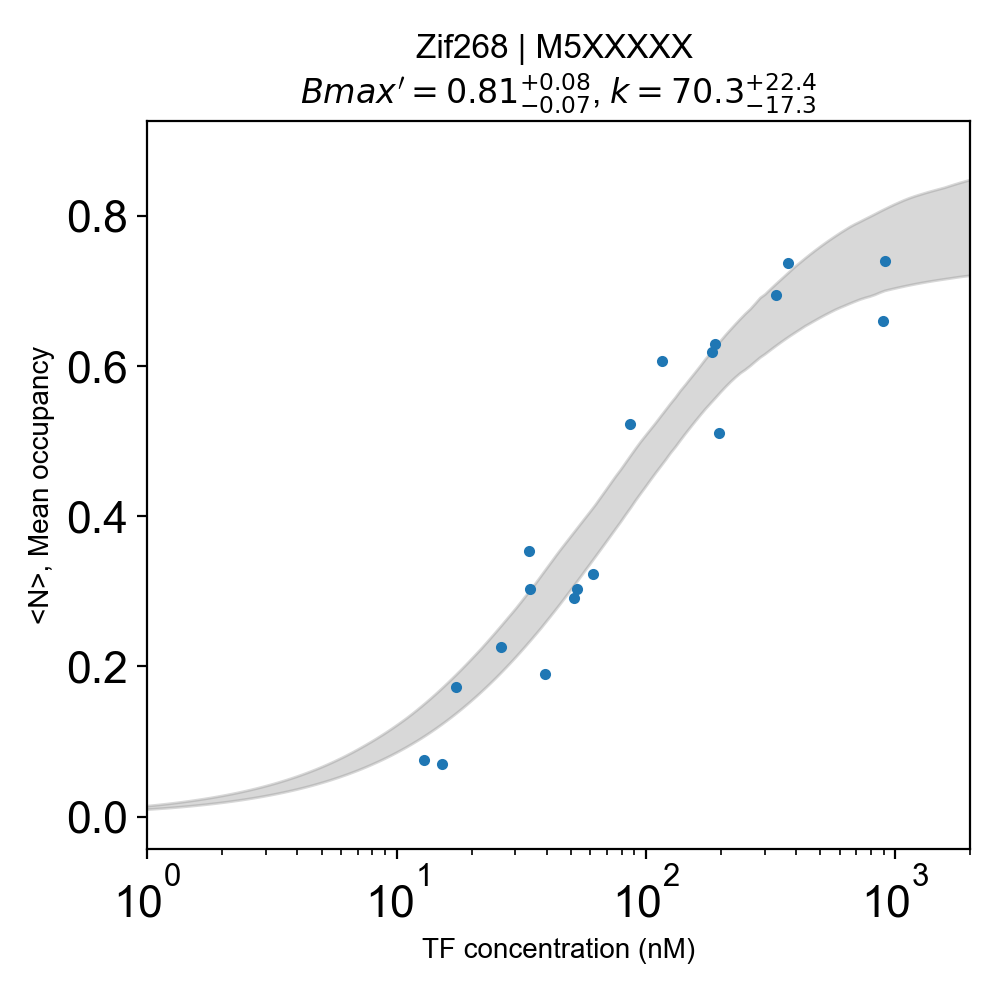 Zif268 | M5XXXXX
Bmax′ = 0.81 +0.08 −0.07, k = 70.3 +22.4 −17.3
0.8
0.6
0.4
0.2
0.0
<N>, Mean occupancy
10^0 10^1 10^2 10^3
TF concentration (nM)